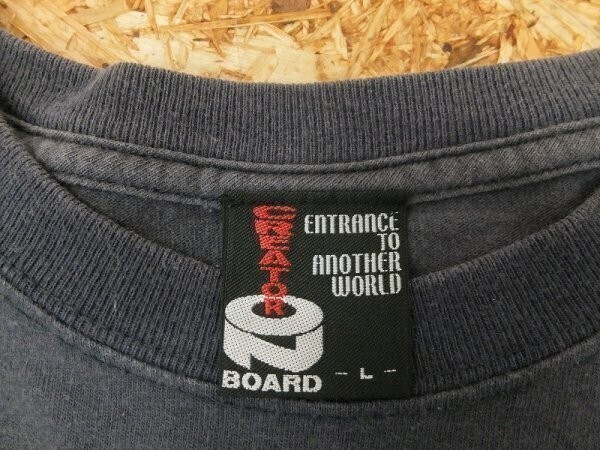 CREATOR
ON
BOARD
ENTRANCE
TO
ANOTHER
WORLD
- L -